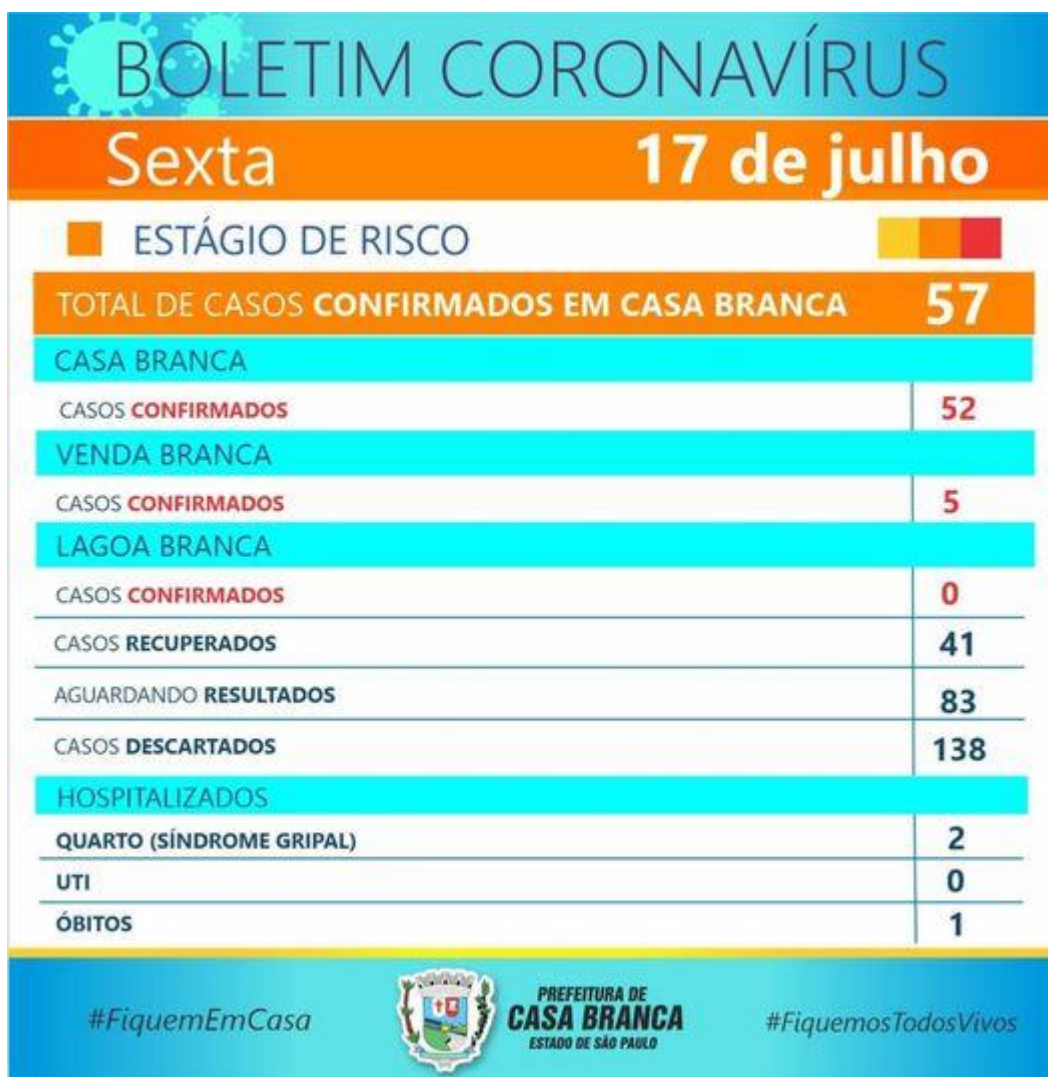 BOLETIM CORONAVÍRUS
Sexta 17 de julho
ESTÁGIO DE RISCO
TOTAL DE CASOS CONFIRMADOS EM CASA BRANCA 57
CASA BRANCA
CASOS CONFIRMADOS 52
VENDA BRANCA
CASOS CONFIRMADOS 5
LAGOA BRANCA
CASOS CONFIRMADOS 0
CASOS RECUPERADOS 41
AGUARDANDO RESULTADOS 83
CASOS DESCARTADOS 138
HOSPITALIZADOS
QUARTO (SÍNDROME GRIPAL) 2
UTI 0
ÓBITOS 1
#FiquemEmCasa
PREFEITURA DE
CASA BRANCA
ESTADO DE SÃO PAULO
#FiquemosTodosVivos